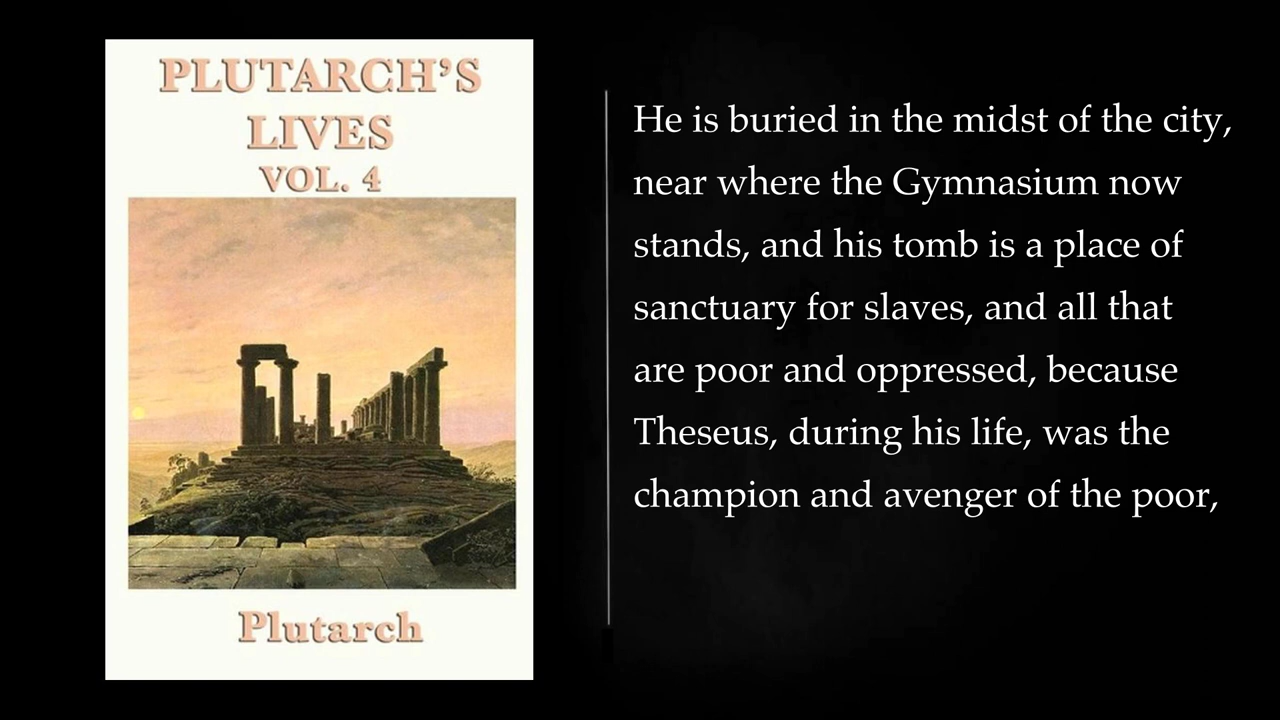 PLUTARCH'S
LIVES
VOL. 4
Plutarch
He is buried in the midst of the city,
near where the Gymnasium now
stands, and his tomb is a place of
sanctuary for slaves, and all that
are poor and oppressed, because
Theseus, during his life, was the
champion and avenger of the poor,